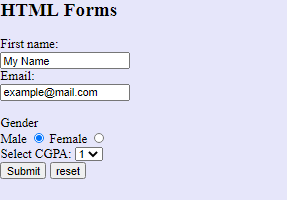 HTML Forms
First name:
My Name
Email:
example@mail.com
Gender
Male Female
Select CGPA: 1
Submit reset